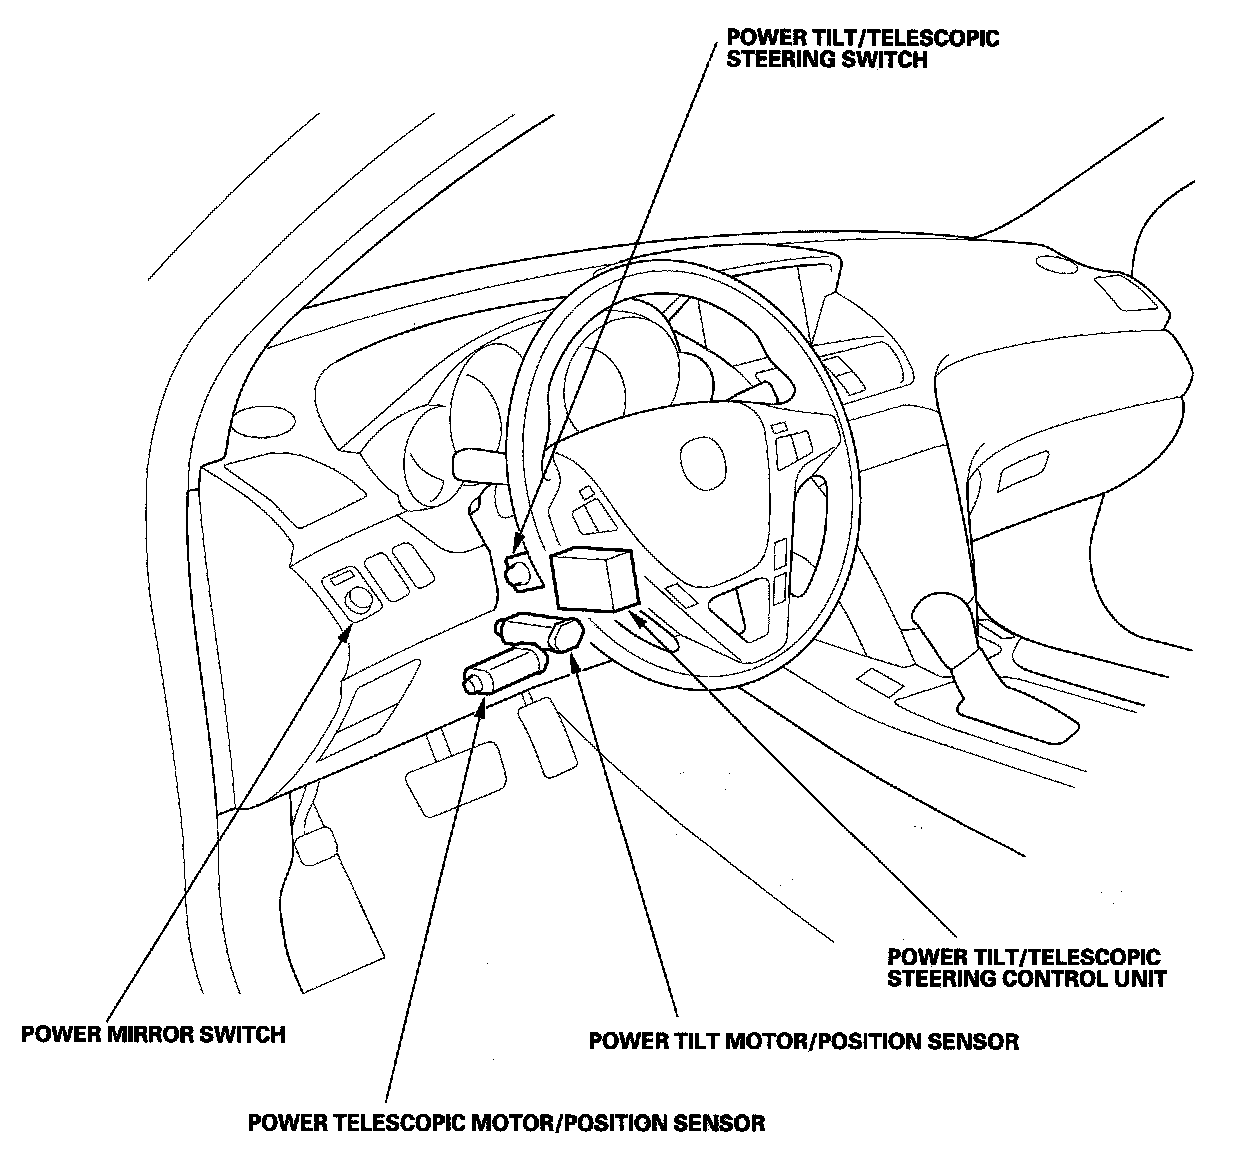 POWER TILT/TELESCOPIC
STEERING SWITCH
POWER TILT/TELESCOPIC
STEERING CONTROL UNIT
POWER MIRROR SWITCH
POWER TILT MOTOR/POSITION SENSOR
POWER TELESCOPIC MOTOR/POSITION SENSOR